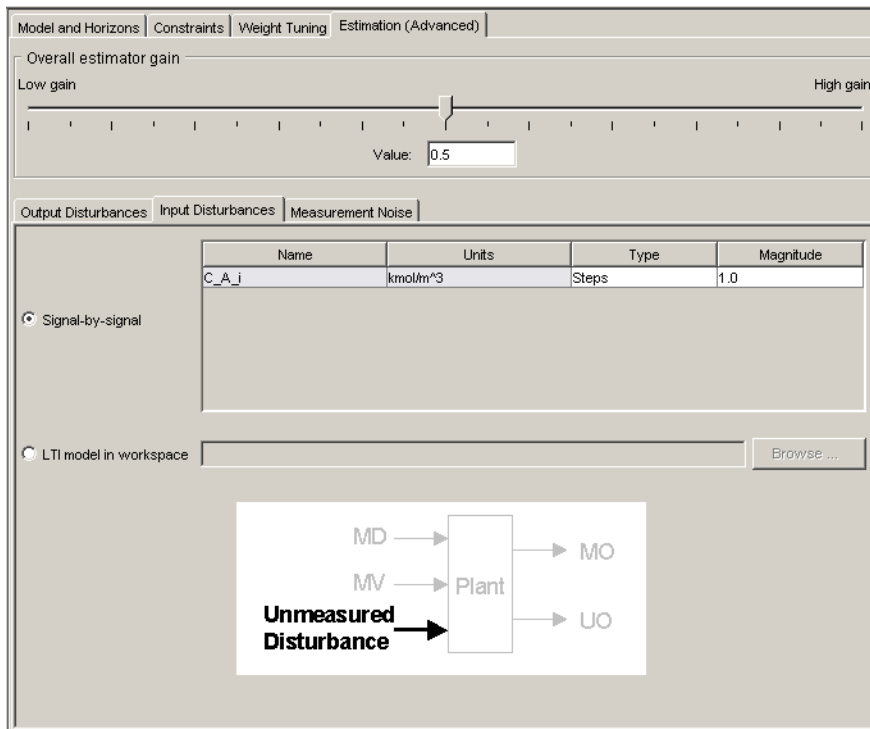 Model and Horizons Constraints Weight Tuning Estimation (Advanced)
Overall estimator gain
Low gain High gain
Value: 0.5
Output Disturbances Input Disturbances Measurement Noise
Name Units Type Magnitude
C_A_i kmol/m^3 Steps 1.0
Signal-by-signal
LTI model in workspace Browse ...
MD
MO
MV
Plant
Unmeasured
Disturbance
UO